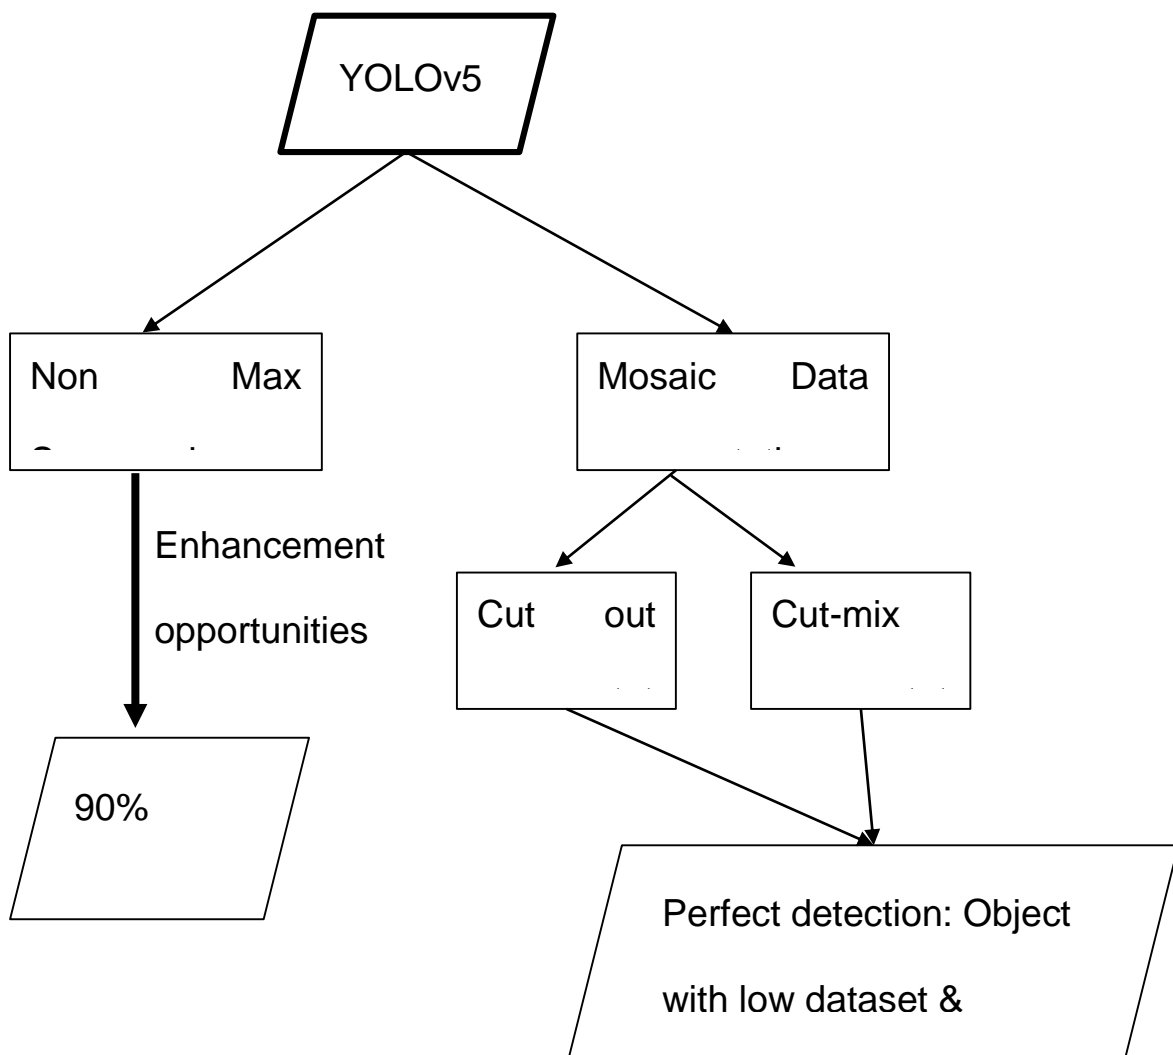 YOLOv5
Non Max
Mosaic Data
Enhancement
opportunities
Cut out
Cut-mix
90%
Perfect detection: Object
with low dataset &